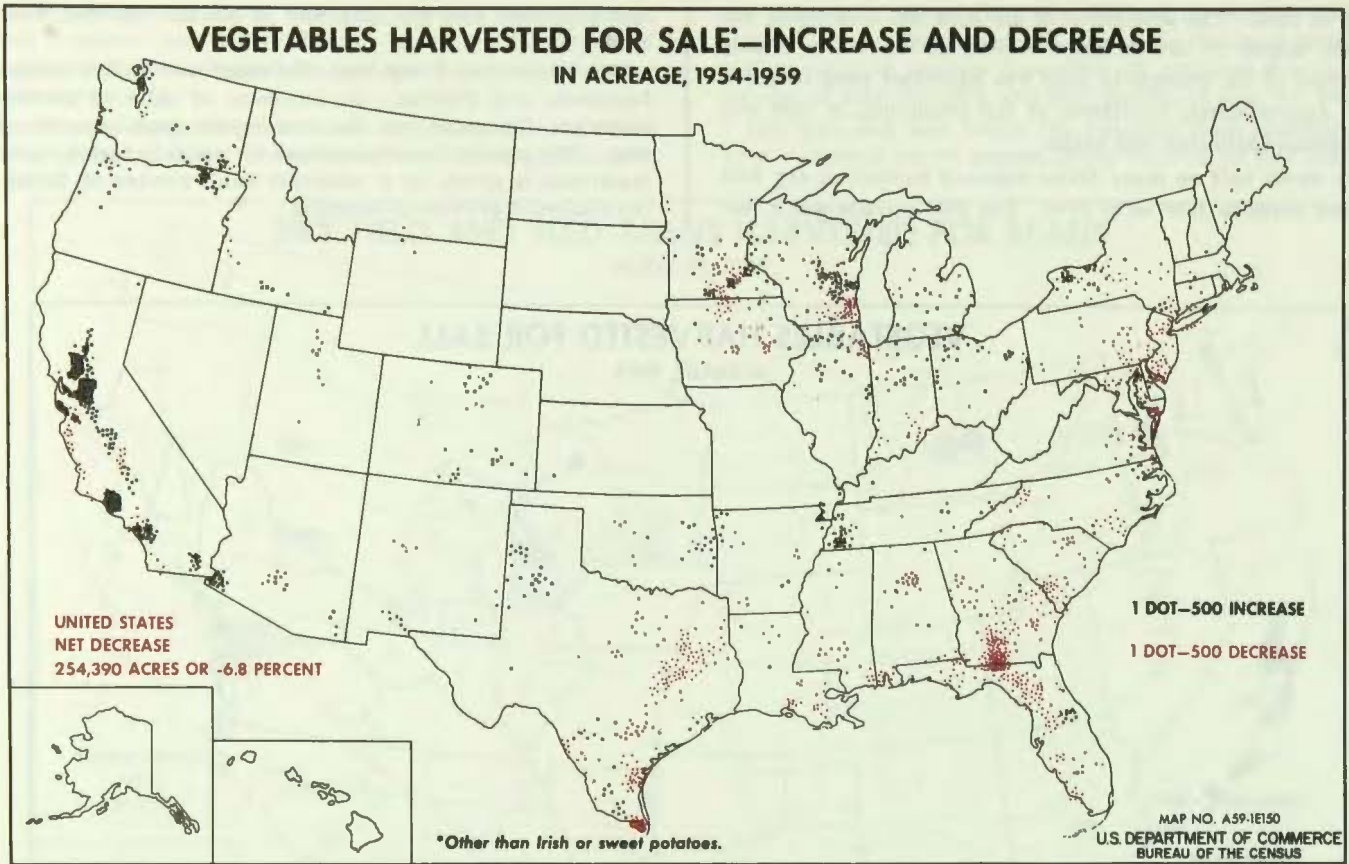 VEGETABLES HARVESTED FOR SALE*—INCREASE AND DECREASE
IN ACREAGE, 1954-1959
UNITED STATES
NET DECREASE
254,390 ACRES OR -6.8 PERCENT
1 DOT—500 INCREASE
1 DOT—500 DECREASE
*Other than Irish or sweet potatoes.
MAP NO. A59-1E150
U.S. DEPARTMENT OF COMMERCE
BUREAU OF THE CENSUS